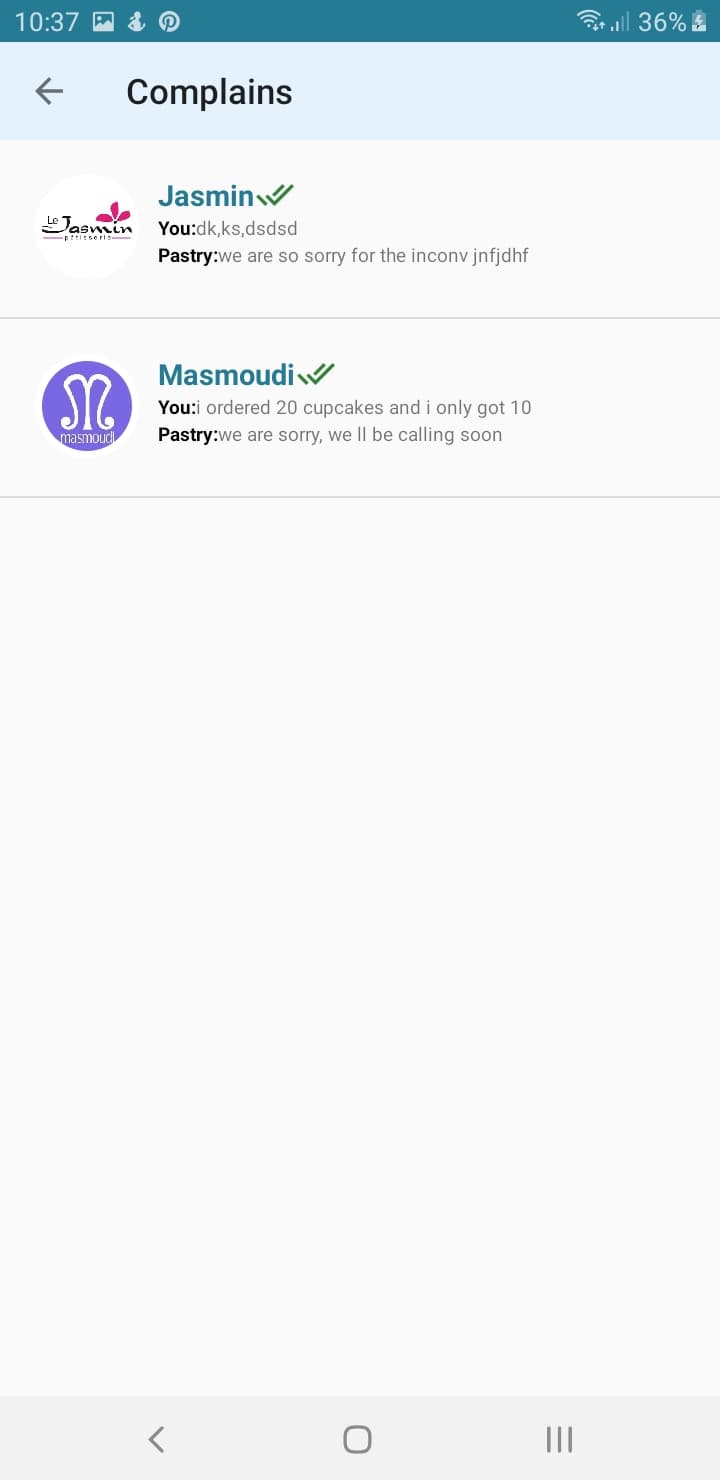 10:37
36%
Complains
Le Jasmin
pâtisserie
Jasmin
You:dk,ks,dsdsd
Pastry:we are so sorry for the inconv jnfjdhf
masmoudi
Masmoudi
You:i ordered 20 cupcakes and i only got 10
Pastry:we are sorry, we ll be calling soon